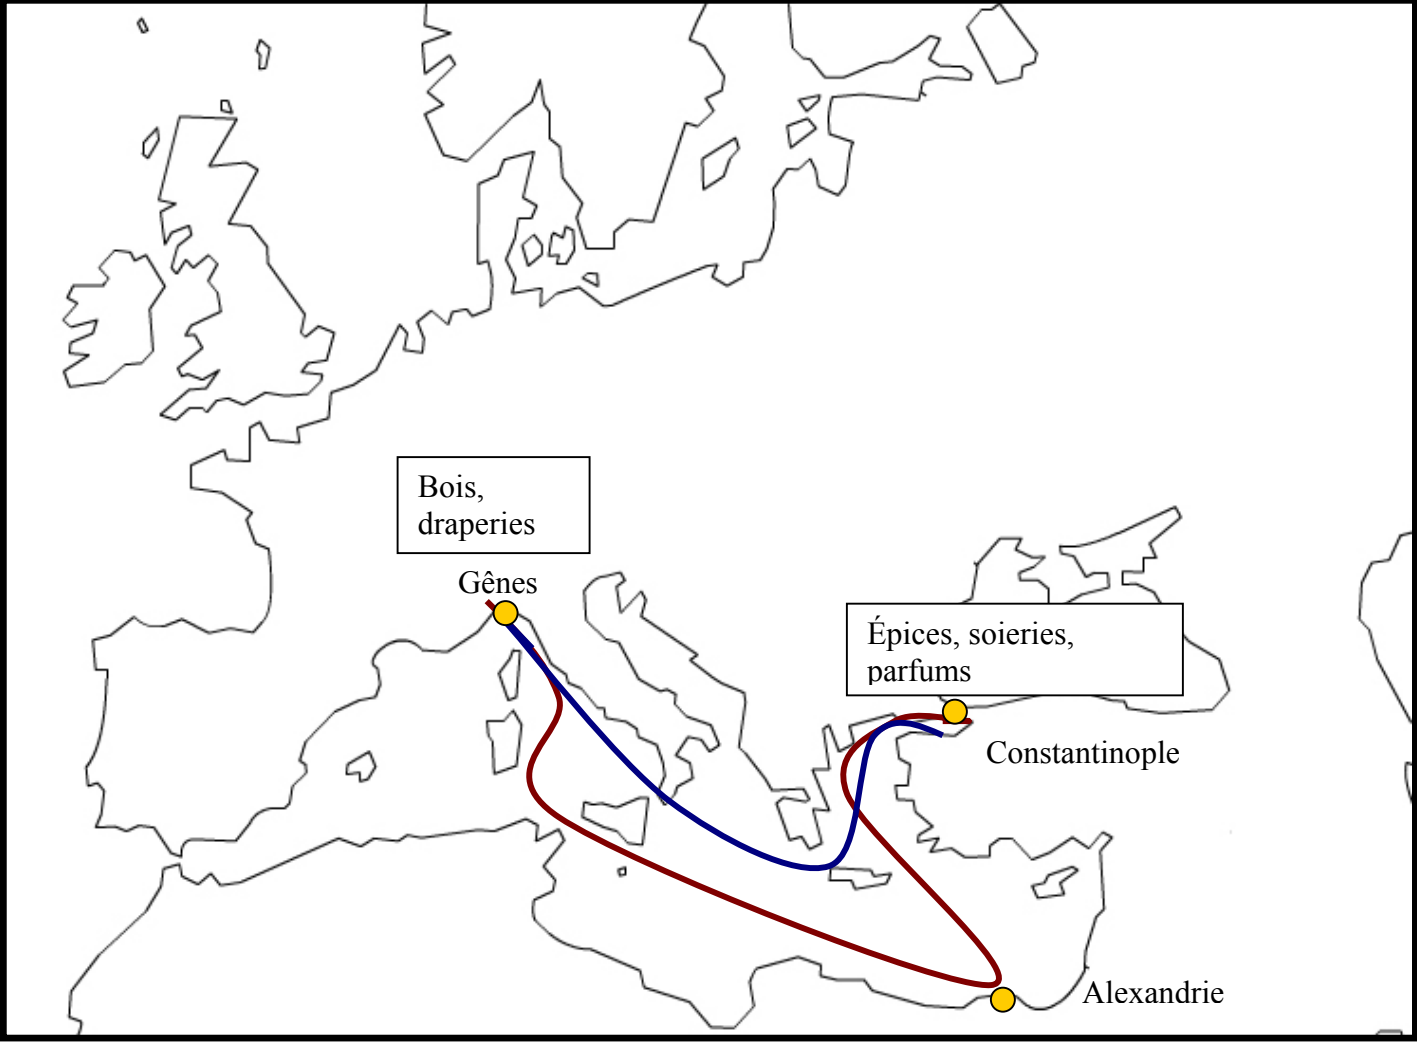 Bois,
draperies
Gênes
Épices, soieries,
parfums
Constantinople
Alexandrie